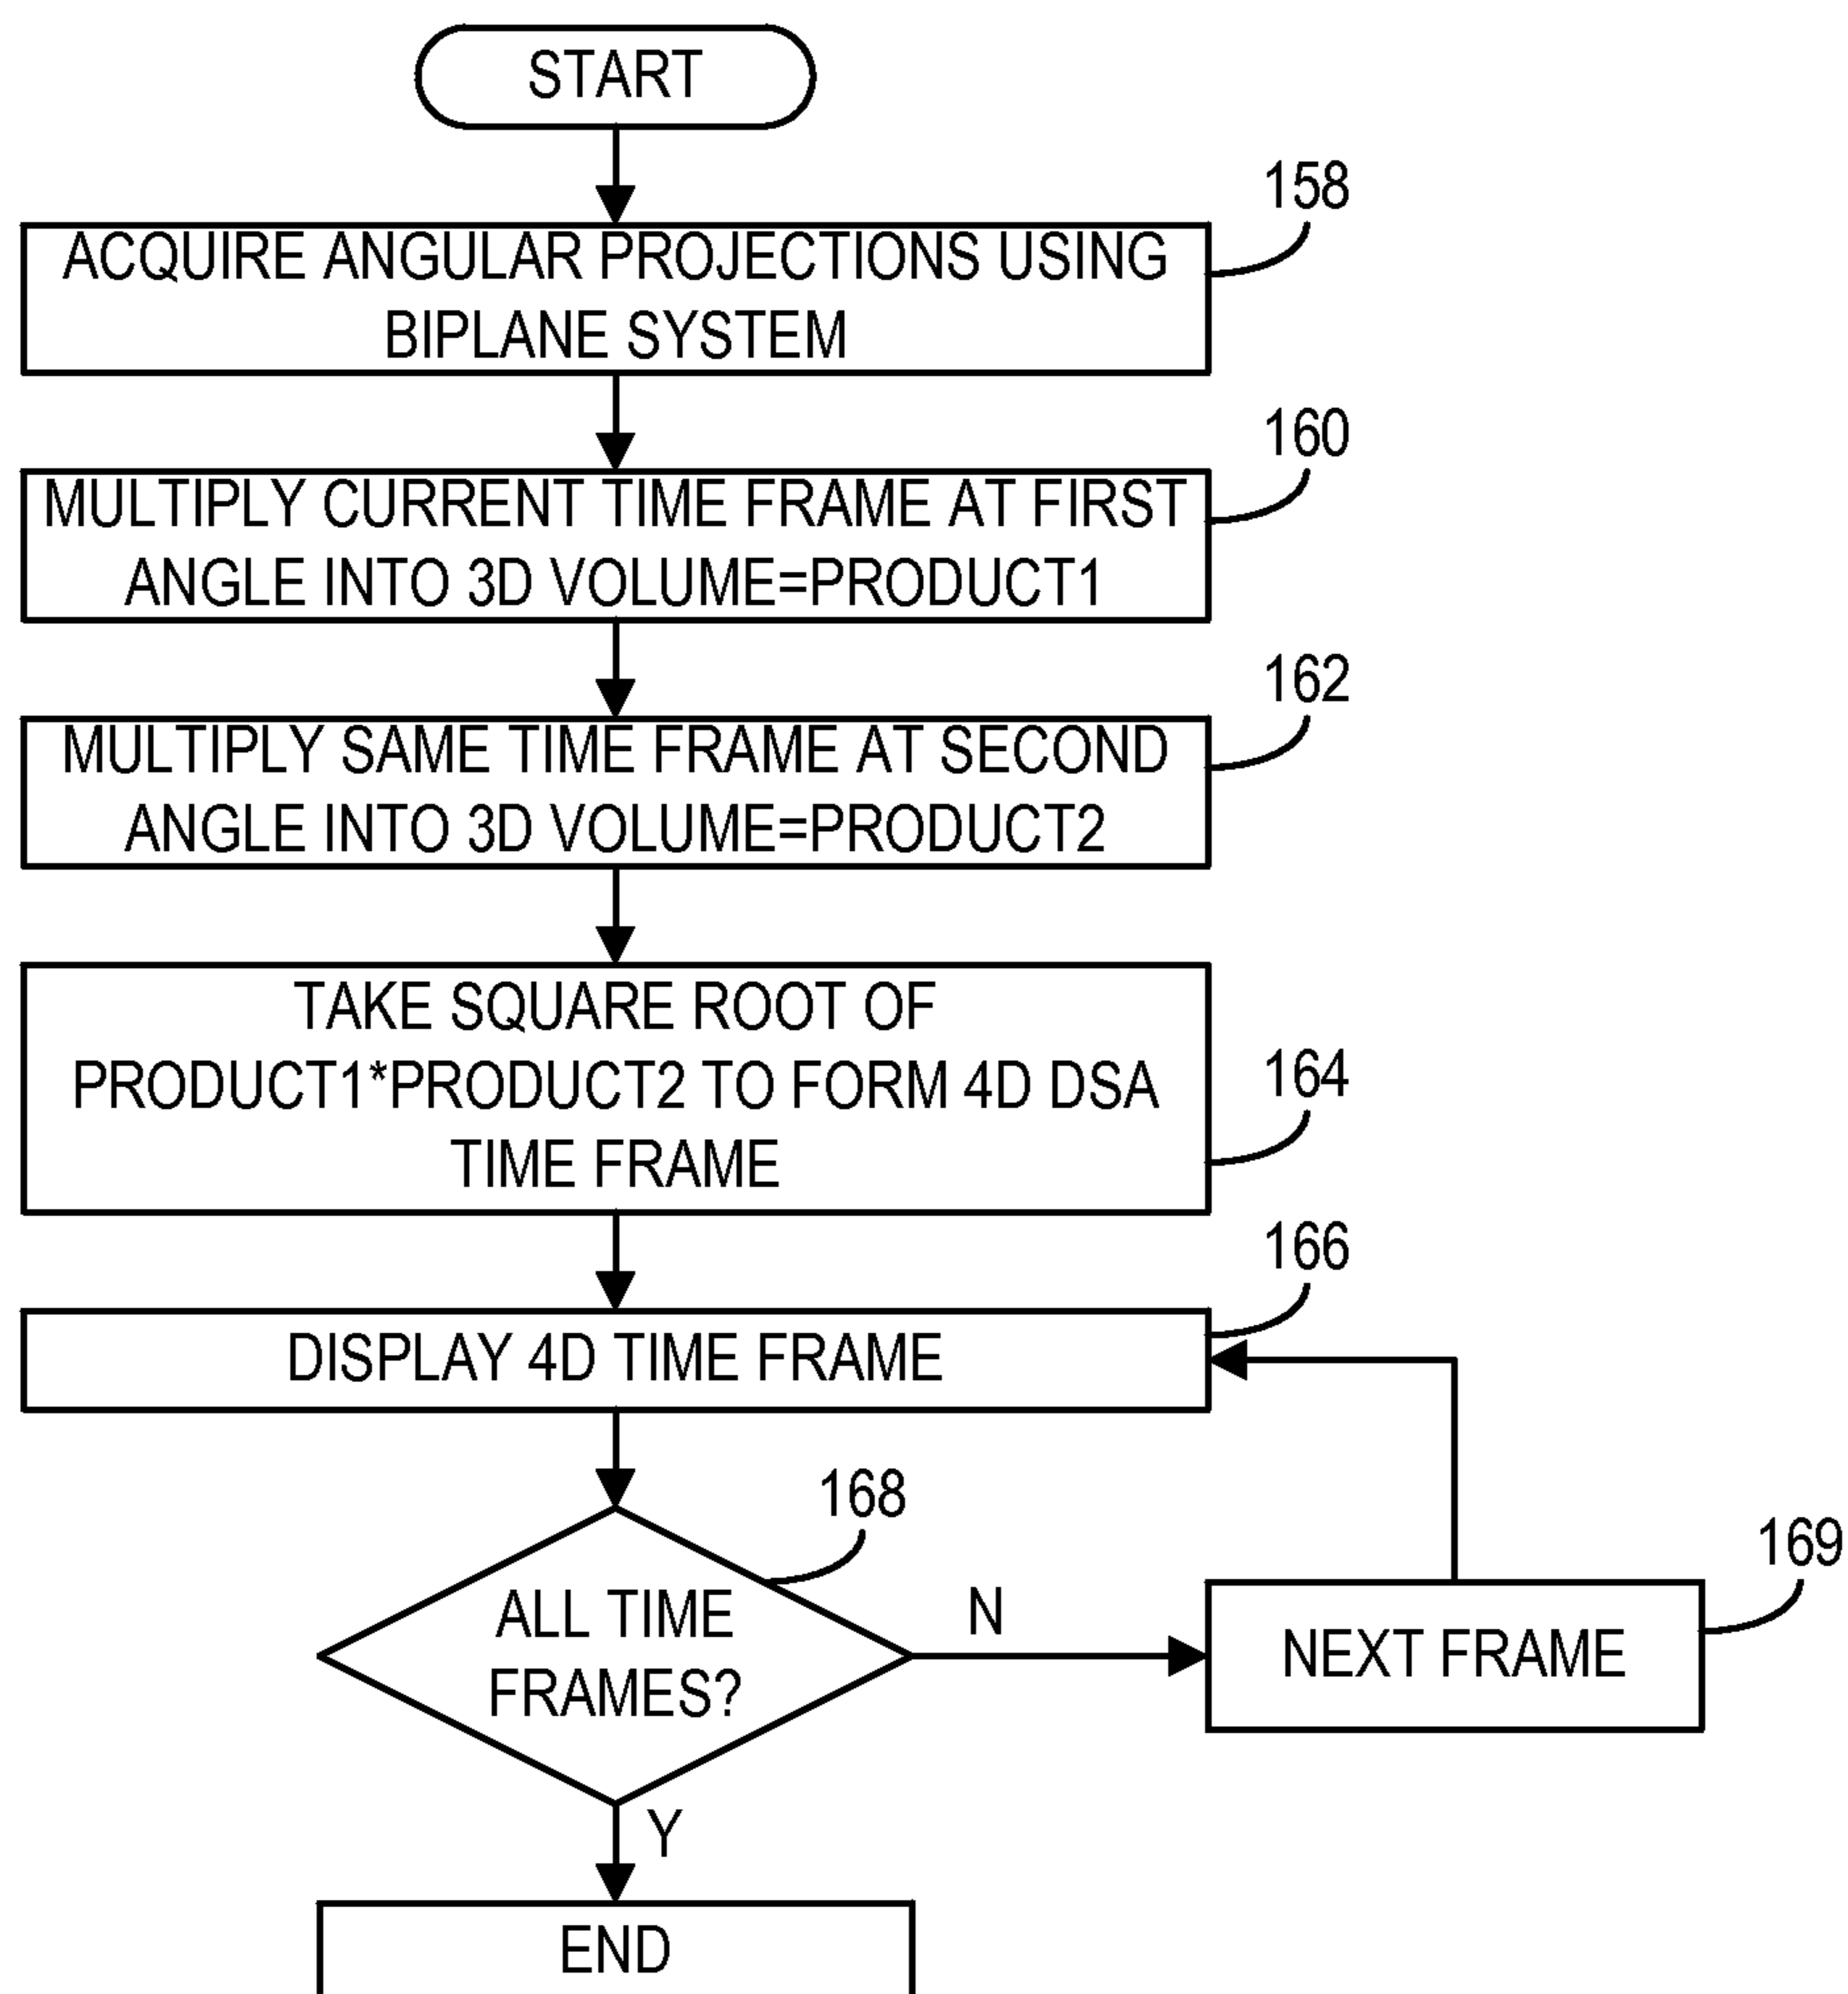 START
158
ACQUIRE ANGULAR PROJECTIONS USING
BIPLANE SYSTEM
160
MULTIPLY CURRENT TIME FRAME AT FIRST
ANGLE INTO 3D VOLUME=PRODUCT1
162
MULTIPLY SAME TIME FRAME AT SECOND
ANGLE INTO 3D VOLUME=PRODUCT2
TAKE SQUARE ROOT OF
PRODUCT1*PRODUCT2 TO FORM 4D DSA
TIME FRAME
164
166
DISPLAY 4D TIME FRAME
168
ALL TIME
FRAMES?
N
169
NEXT FRAME
Y
END